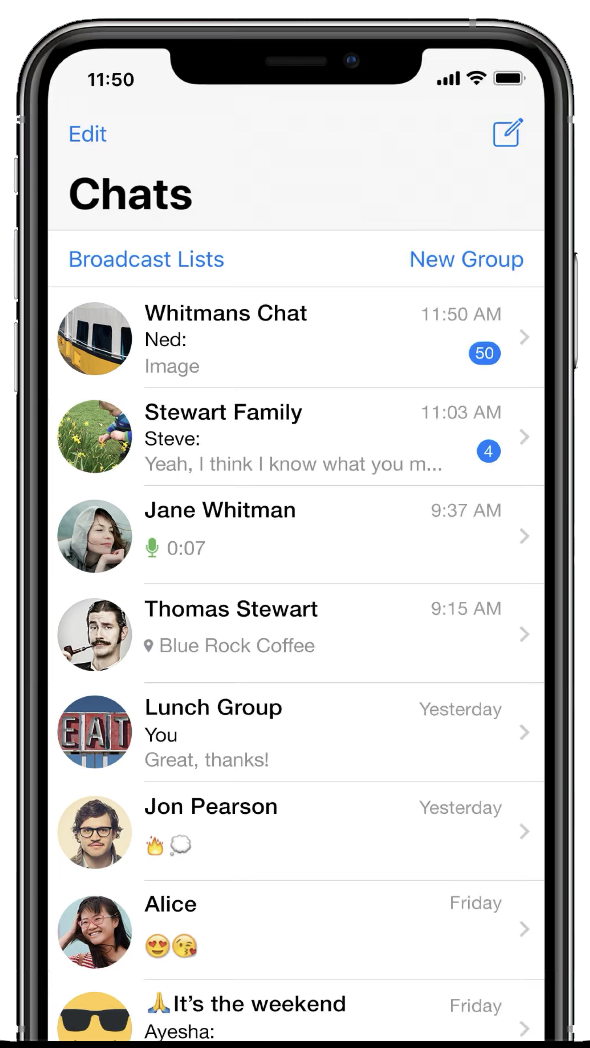 11:50
Edit
Chats
Broadcast Lists New Group
Whitmans Chat 11:50 AM
Ned: 50
Image
Stewart Family 11:03 AM
Steve: 4
Yeah, I think I know what you m...
Jane Whitman 9:37 AM
0:07
Thomas Stewart 9:15 AM
Blue Rock Coffee
Lunch Group Yesterday
EAT
You
Great, thanks!
Jon Pearson Yesterday
🔥💭
Alice Friday
😍😘
🙏It's the weekend Friday
Ayesha: